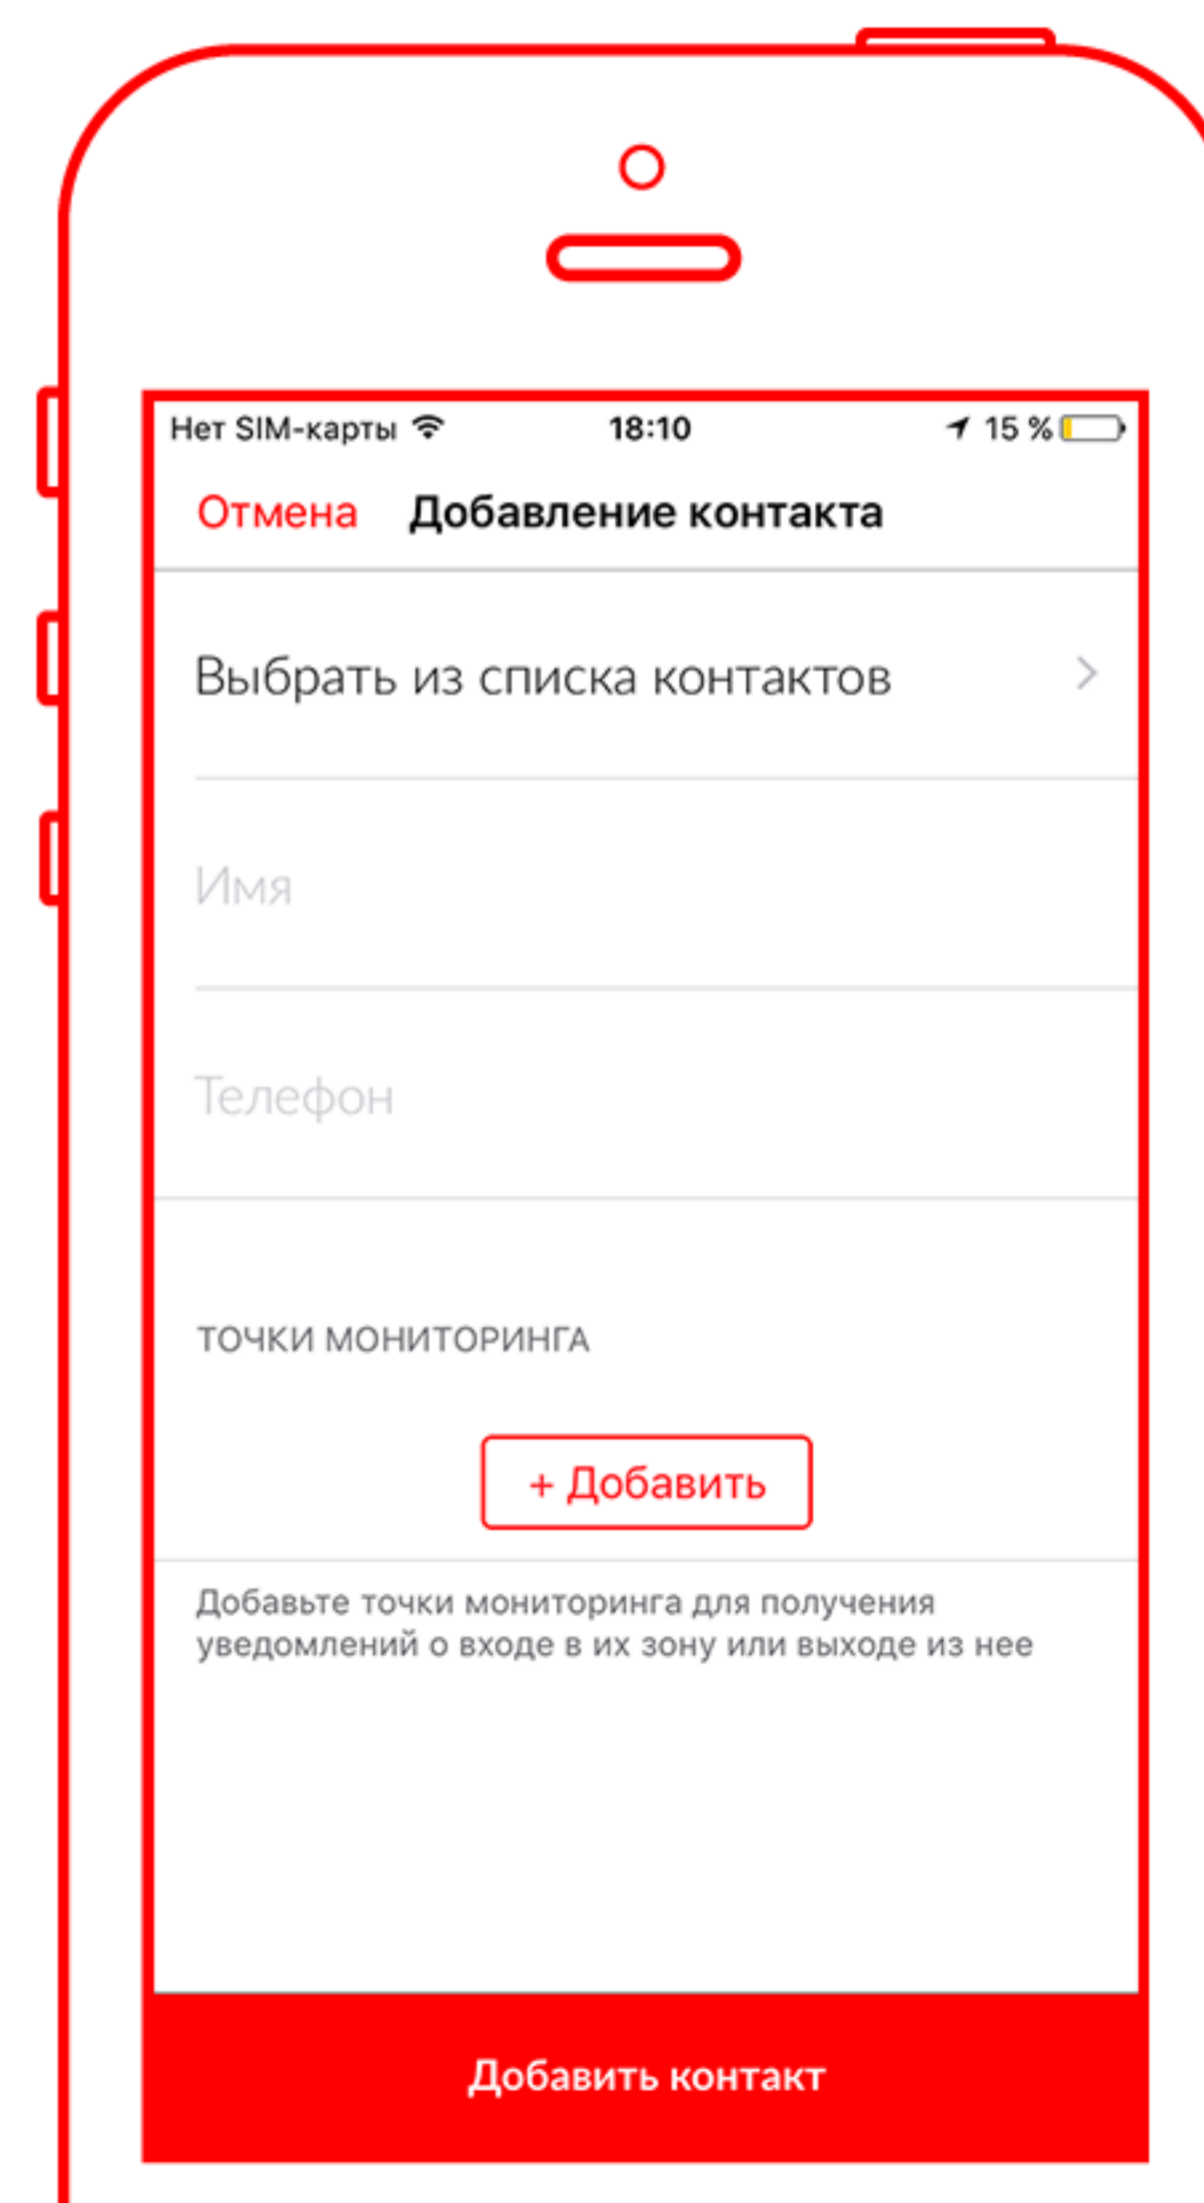 Нет SIM-карты 18:10 15 %
Отмена Добавление контакта
Выбрать из списка контактов
Имя
Телефон
ТОЧКИ МОНИТОРИНГА
+ Добавить
Добавьте точки мониторинга для получения
уведомлений о входе в их зону или выходе из нее
Добавить контакт